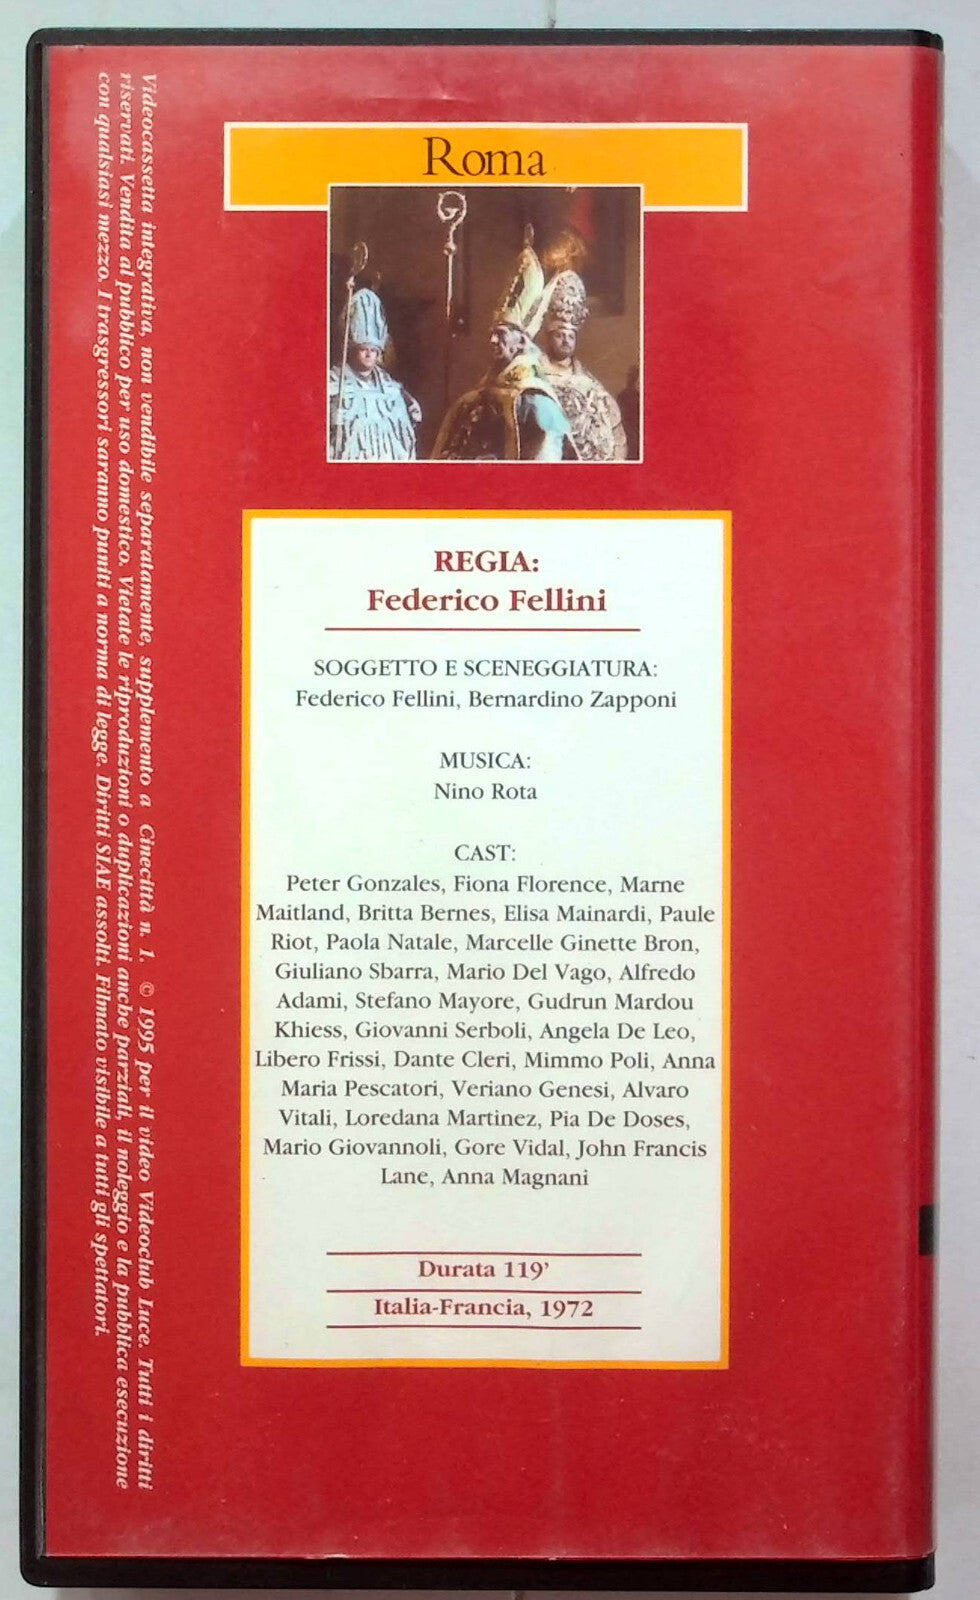 Roma
REGIA:
Federico Fellini
SOGGETTO E SCENEGGIATURA:
Federico Fellini, Bernardino Zapponi
MUSICA:
Nino Rota
CAST:
Peter Gonzales, Fiona Florence, Marne
Maitland, Britta Bernes, Elisa Mainardi, Paule
Riot, Paola Natale, Marcelle Ginette Bron,
Giuliano Sbarra, Mario Del Vago, Alfredo
Adami, Stefano Mayore, Gudrun Mardou
Khiess, Giovanni Serboli, Angela De Leo,
Libero Frissi, Dante Cleri, Mimmo Poli, Anna
Maria Pescatori, Veriano Genesi, Alvaro
Vitali, Loredana Martinez, Pia De Doses,
Mario Giovannoli, Gore Vidal, John Francis
Lane, Anna Magnani
Durata 119'
Italia-Francia, 1972
Videocassetta integrativa, non vendibile separatamente, supplemento a Cinecittà n. 1. © 1995 per il video Videoclub Luce. Tutti i diritti
riservati. Vendita al pubblico per uso domestico. Vietate le riproduzioni o duplicazioni anche parziali, il noleggio e la pubblica esecuzione
con qualsiasi mezzo. I trasgressori saranno puniti a norma di legge. Diritti SIAE assolti. Filmato visibile a tutti gli spettatori.